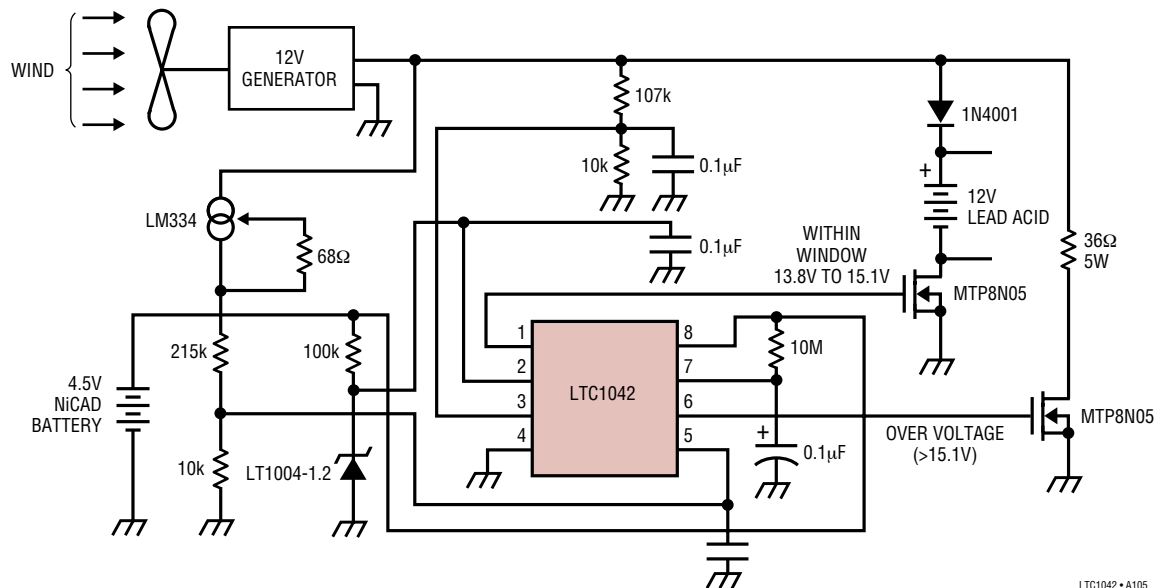 WIND
12V
GENERATOR
107k
10k
0.1µF
1N4001
+
12V
LEAD ACID
LM334
68Ω
0.1µF
WITHIN
WINDOW
13.8V TO 15.1V
36Ω
5W
MTP8N05
215k
100k
4.5V
NiCAD
BATTERY
10k
LT1004-1.2
1
2
3
4
LTC1042
8
7
6
5
10M
+
0.1µF
OVER VOLTAGE
(>15.1V)
MTP8N05
LTC1042 • A105